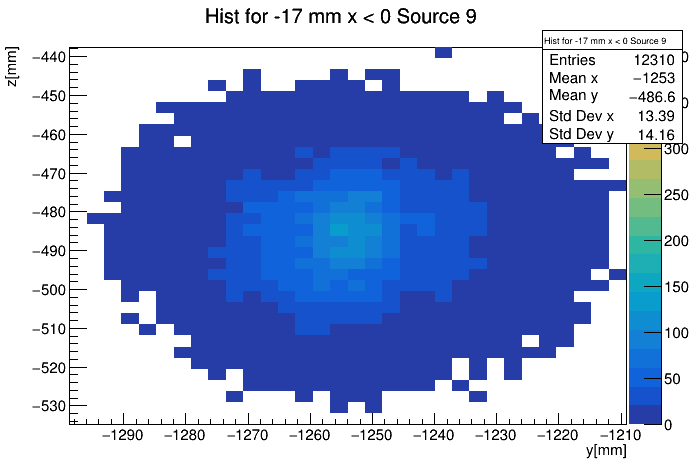 Hist for -17 mm x < 0 Source 9
Hist for -17 mm x < 0 Source 9
Entries 12310
Mean x −1253
Mean y −486.6
Std Dev x 13.39
Std Dev y 14.16
z[mm]
−440
−450
−460
−470
−480
−490
−500
−510
−520
−530
300
250
200
150
100
50
0
−1290 −1280 −1270 −1260 −1250 −1240 −1230 −1220 −1210
y[mm]